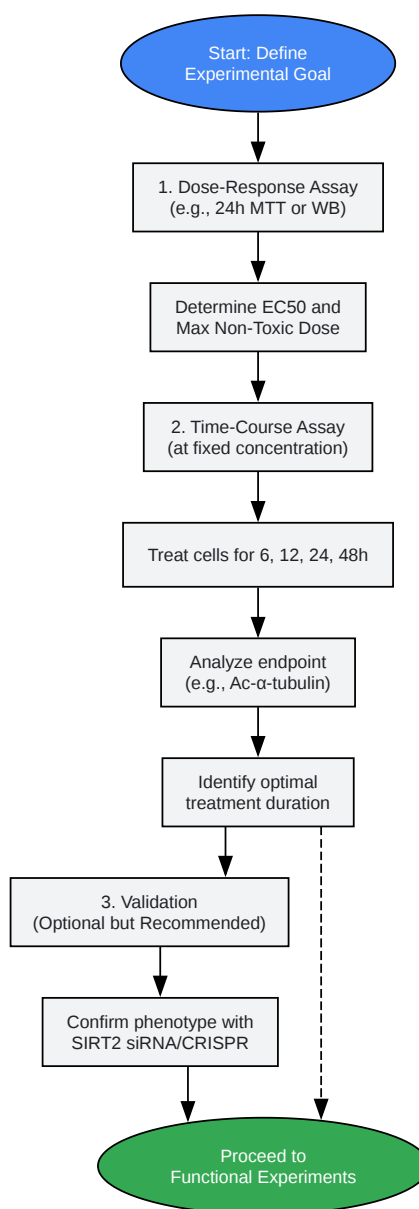 Start: Define
Experimental Goal
1. Dose-Response Assay
(e.g., 24h MTT or WB)
Determine EC50 and
Max Non-Toxic Dose
2. Time-Course Assay
(at fixed concentration)
Treat cells for 6, 12, 24, 48h
Analyze endpoint
(e.g., Ac-α-tubulin)
Identify optimal
treatment duration
3. Validation
(Optional but Recommended)
Confirm phenotype with
SIRT2 siRNA/CRISPR
Proceed to
Functional Experiments